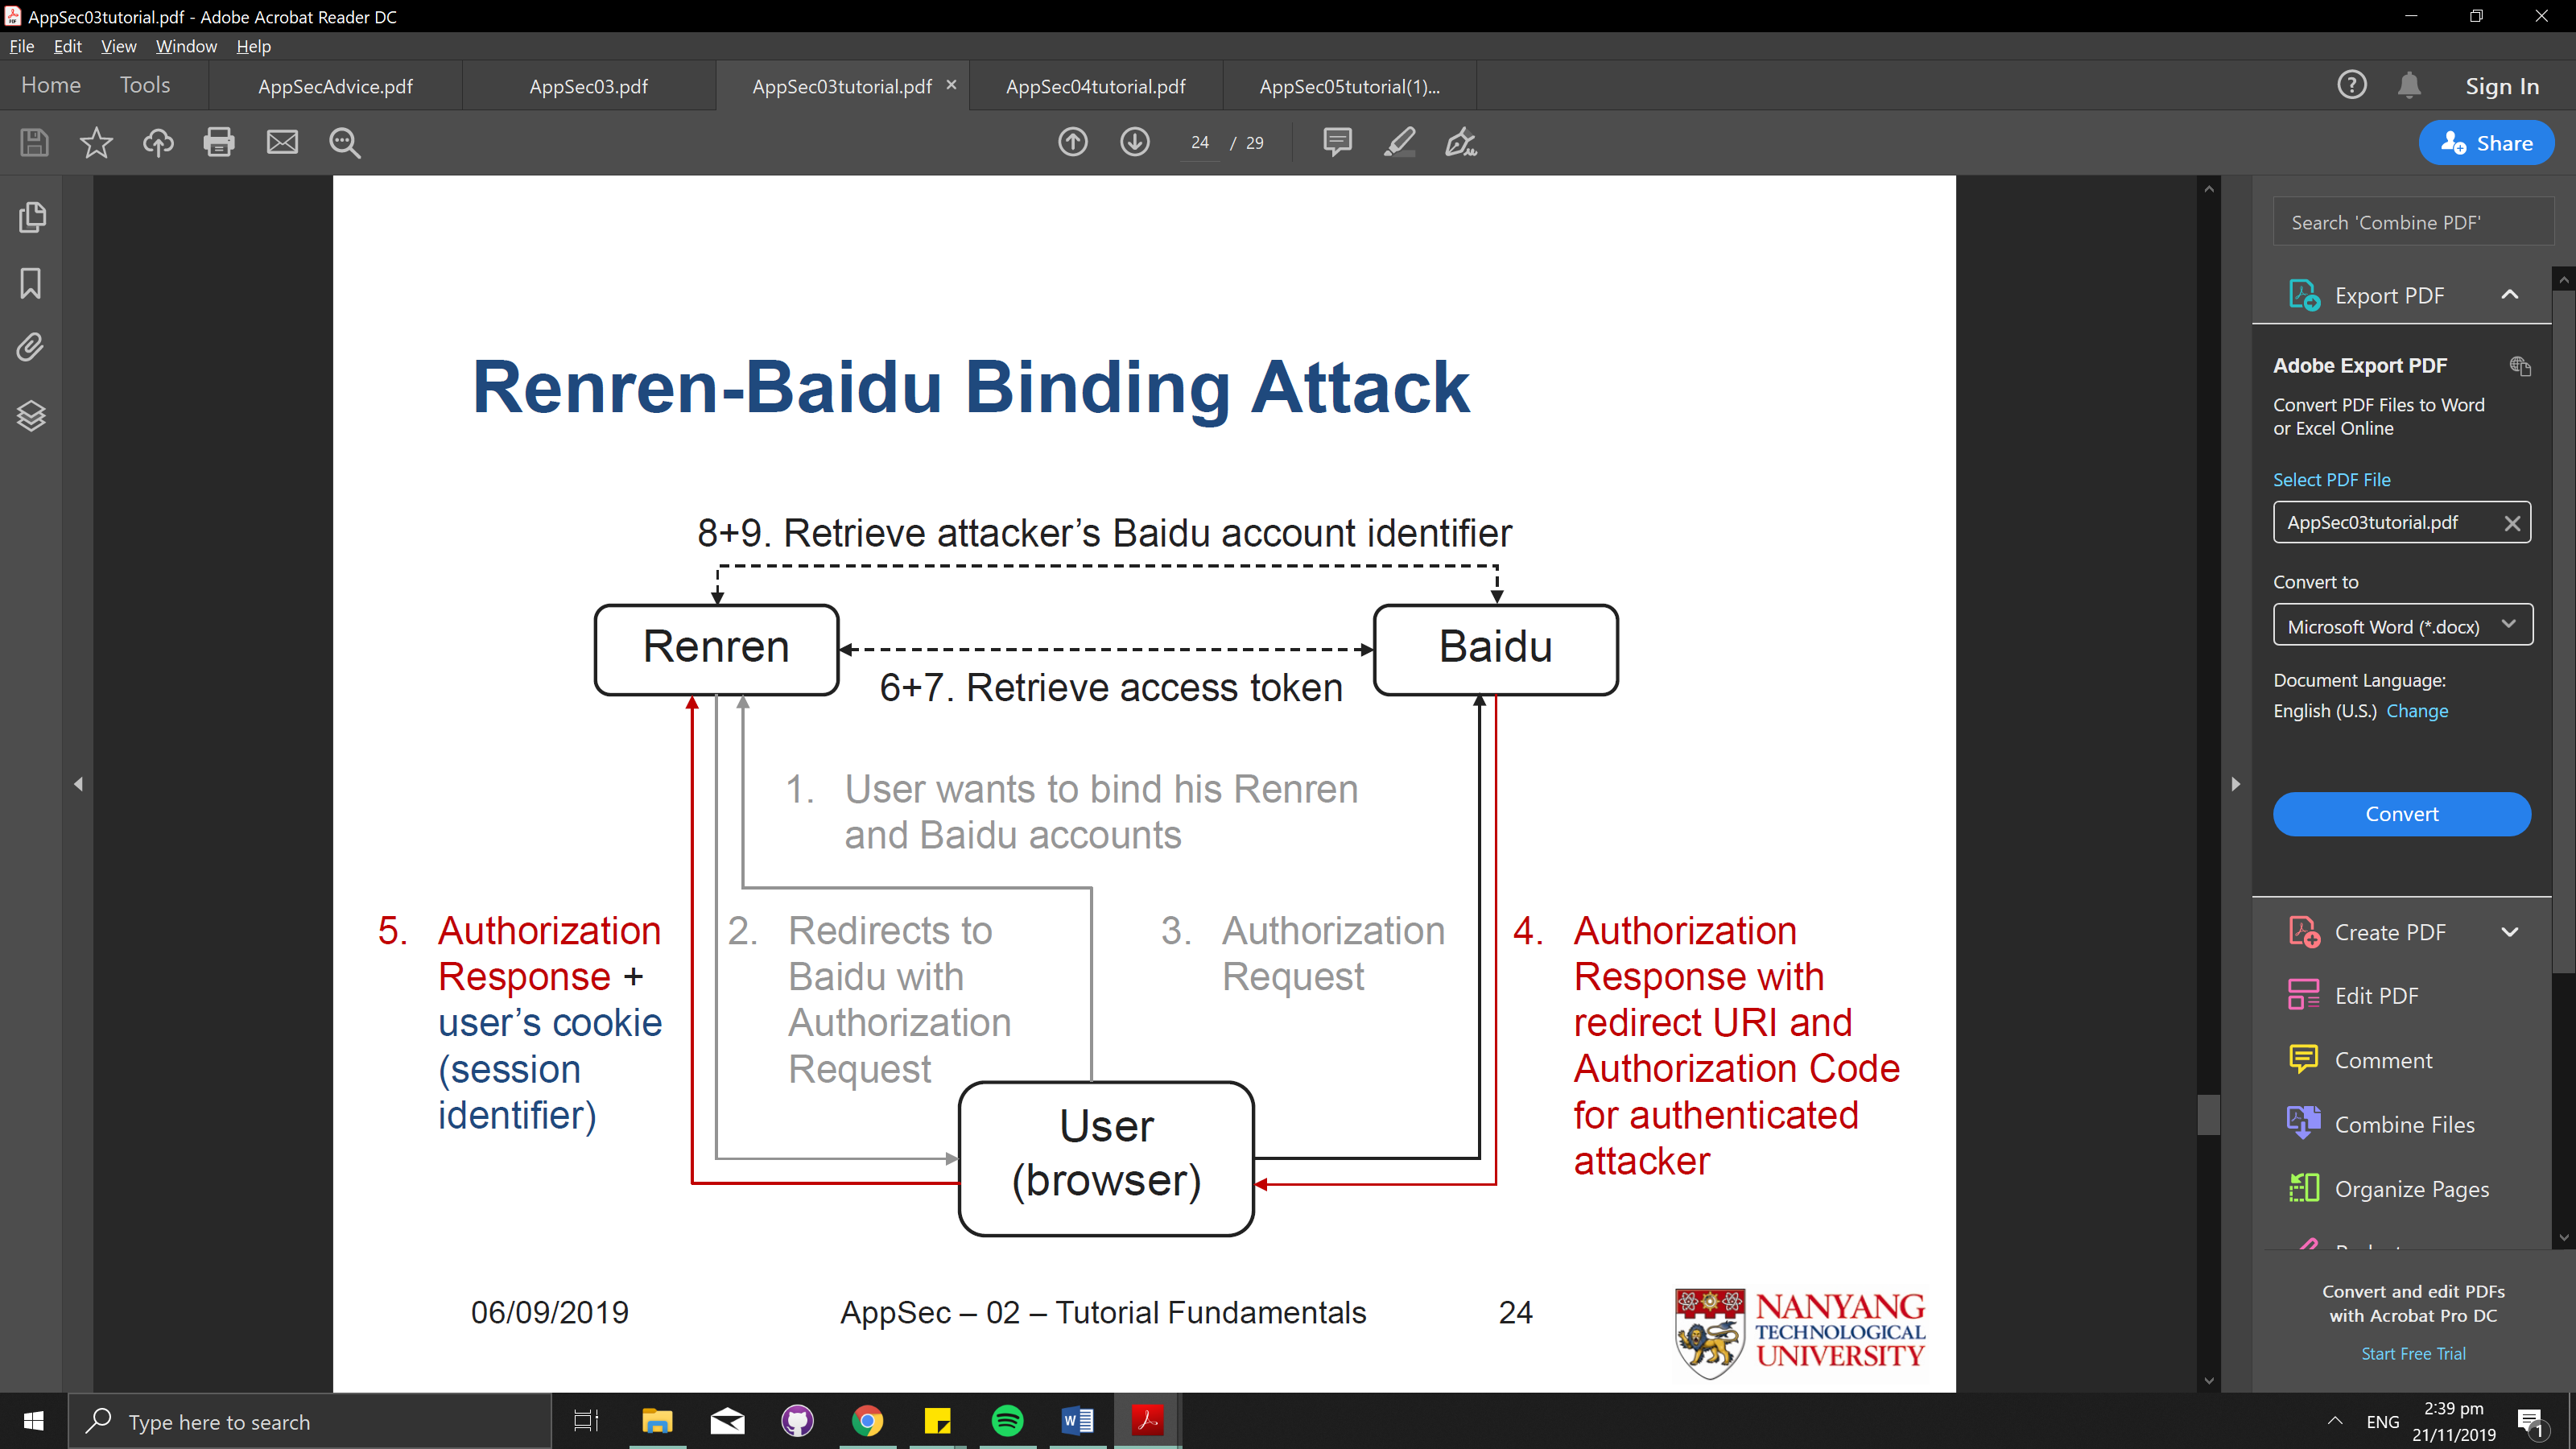 AppSec03tutorial.pdf - Adobe Acrobat Reader DC
File Edit View Window Help
Home Tools AppSecAdvice.pdf AppSec03.pdf AppSec03tutorial.pdf × AppSec04tutorial.pdf AppSec05tutorial(1)... Sign In
24 / 29 Share
Renren-Baidu Binding Attack
8+9. Retrieve attacker's Baidu account identifier
Renren
Baidu
6+7. Retrieve access token
1. User wants to bind his Renren
and Baidu accounts
5. Authorization
Response +
user's cookie
(session
identifier)
2. Redirects to
Baidu with
Authorization
Request
3. Authorization
Request
4. Authorization
Response with
redirect URI and
Authorization Code
for authenticated
attacker
User
(browser)
06/09/2019 AppSec – 02 – Tutorial Fundamentals 24
NANYANG
TECHNOLOGICAL
UNIVERSITY
Search 'Combine PDF'
Export PDF
Adobe Export PDF
Convert PDF Files to Word
or Excel Online
Select PDF File
AppSec03tutorial.pdf
Convert to
Microsoft Word (*.docx)
Document Language:
English (U.S.) Change
Convert
Create PDF
Edit PDF
Comment
Combine Files
Organize Pages
Convert and edit PDFs
with Acrobat Pro DC
Start Free Trial
Type here to search
ENG
2:39 pm
21/11/2019
1